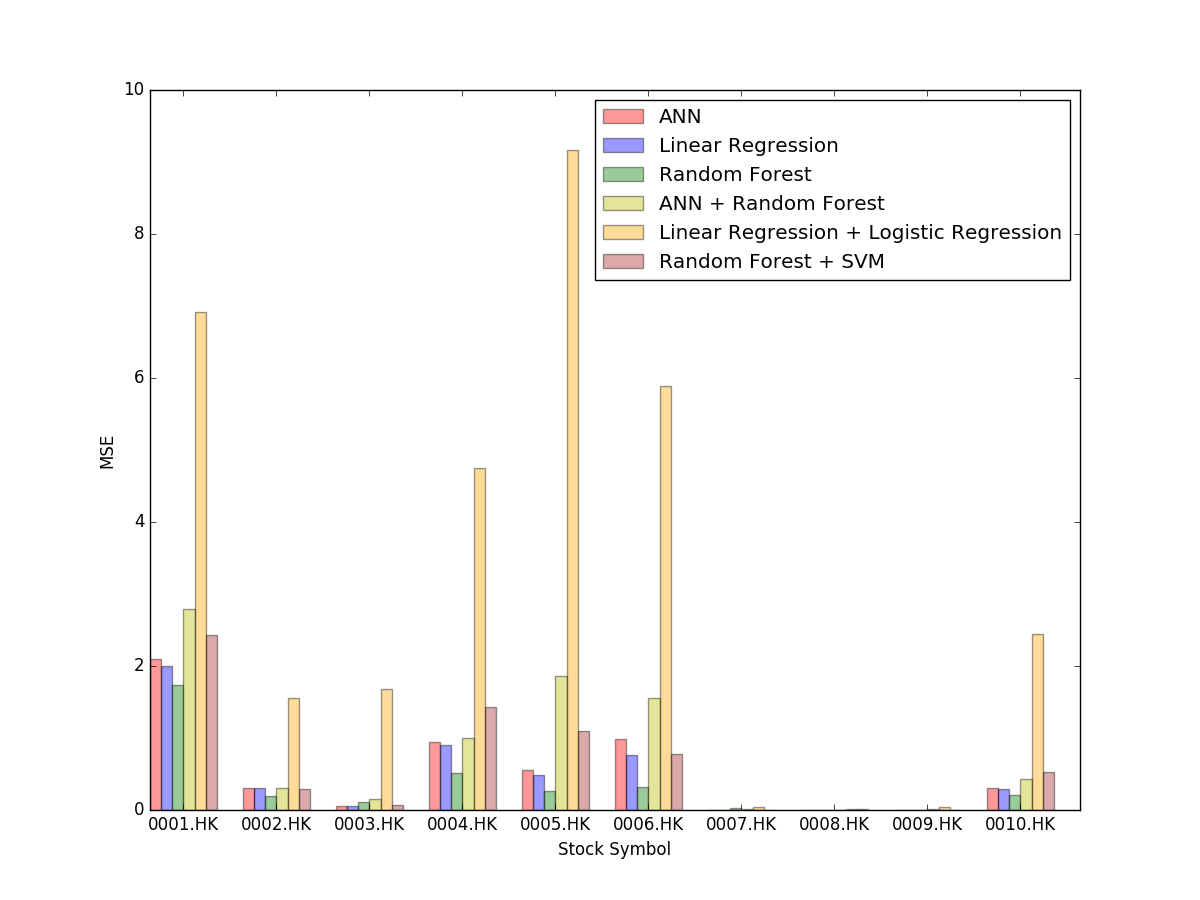 10
8
6
4
2
0
MSE
ANN
Linear Regression
Random Forest
ANN + Random Forest
Linear Regression + Logistic Regression
Random Forest + SVM
0001.HK 0002.HK 0003.HK 0004.HK 0005.HK 0006.HK 0007.HK 0008.HK 0009.HK 0010.HK
Stock Symbol